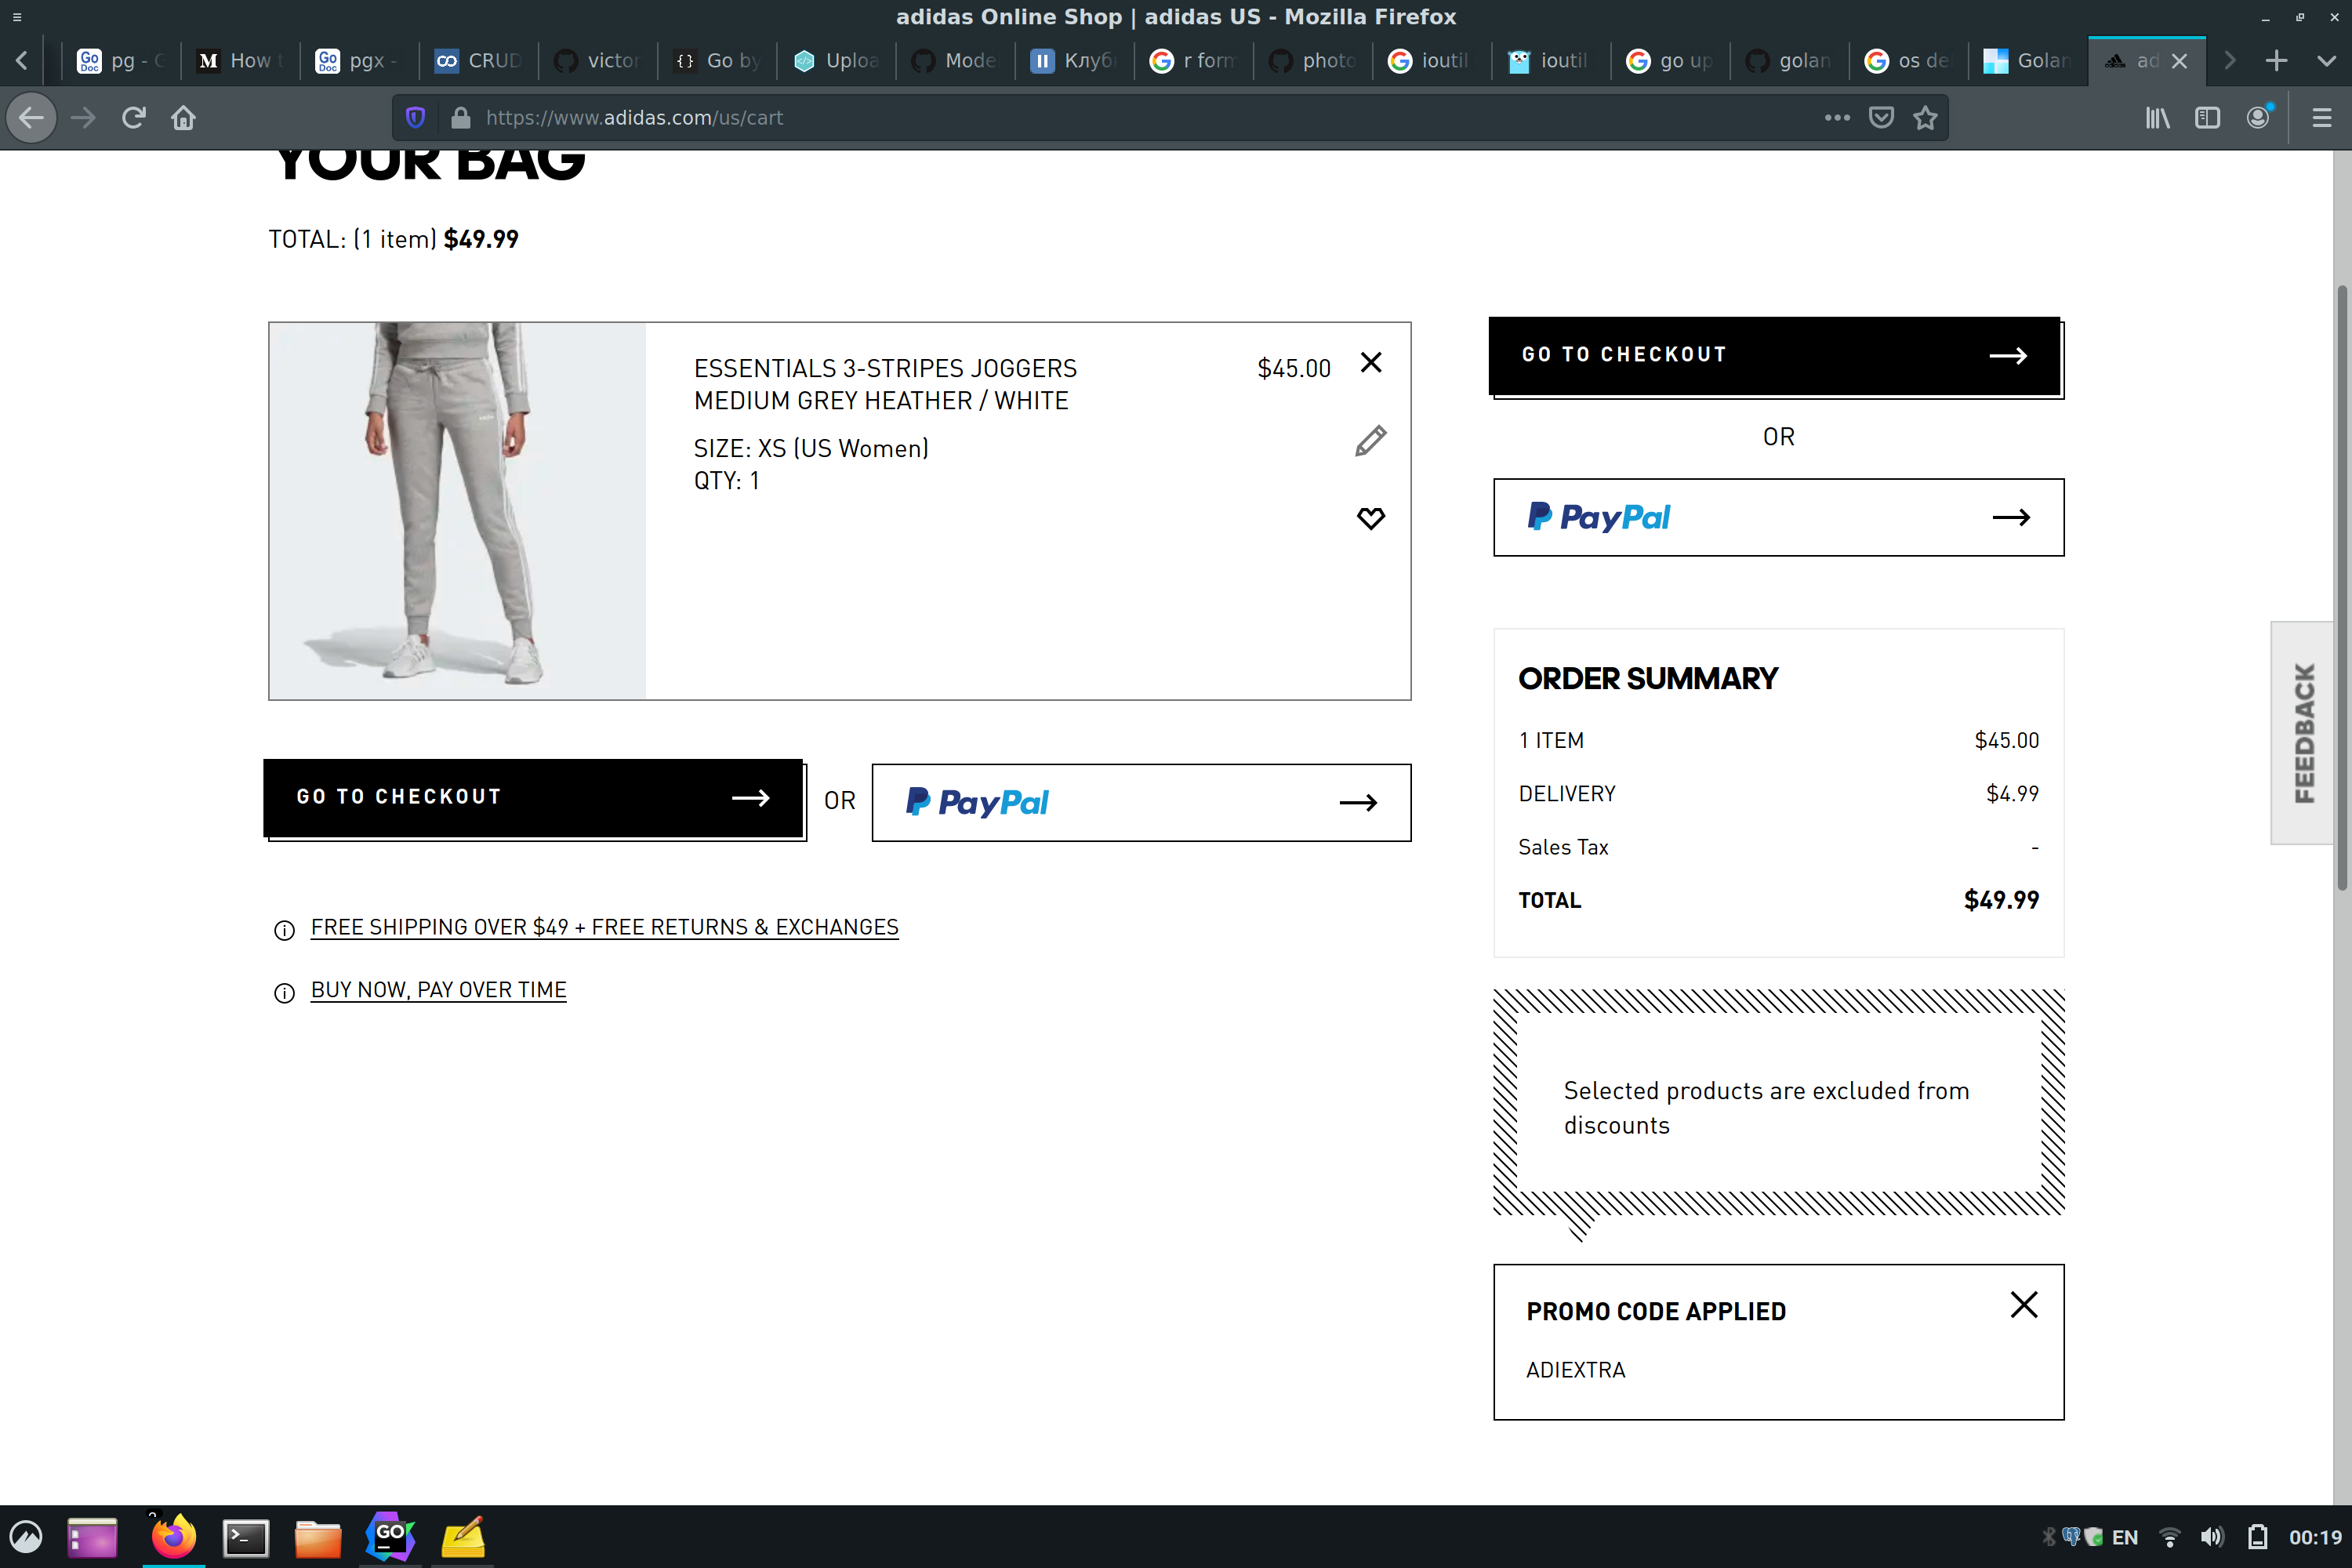 adidas Online Shop | adidas US - Mozilla Firefox
pg - G
How t
pgx -
CRUD
victor
Go by
Uploa
Mode
Клуб
r form
photo
ioutil
ioutil
go up
golan
os de
Golan
ad
https://www.adidas.com/us/cart
YOUR BAG
TOTAL: (1 item) $49.99
ESSENTIALS 3-STRIPES JOGGERS
MEDIUM GREY HEATHER / WHITE
$45.00
SIZE: XS (US Women)
QTY: 1
GO TO CHECKOUT
OR
PayPal
FREE SHIPPING OVER $49 + FREE RETURNS & EXCHANGES
BUY NOW, PAY OVER TIME
GO TO CHECKOUT
OR
PayPal
ORDER SUMMARY
1 ITEM $45.00
DELIVERY $4.99
Sales Tax -
TOTAL $49.99
Selected products are excluded from
discounts
PROMO CODE APPLIED
ADIEXTRA
FEEDBACK
GO
EN
00:19